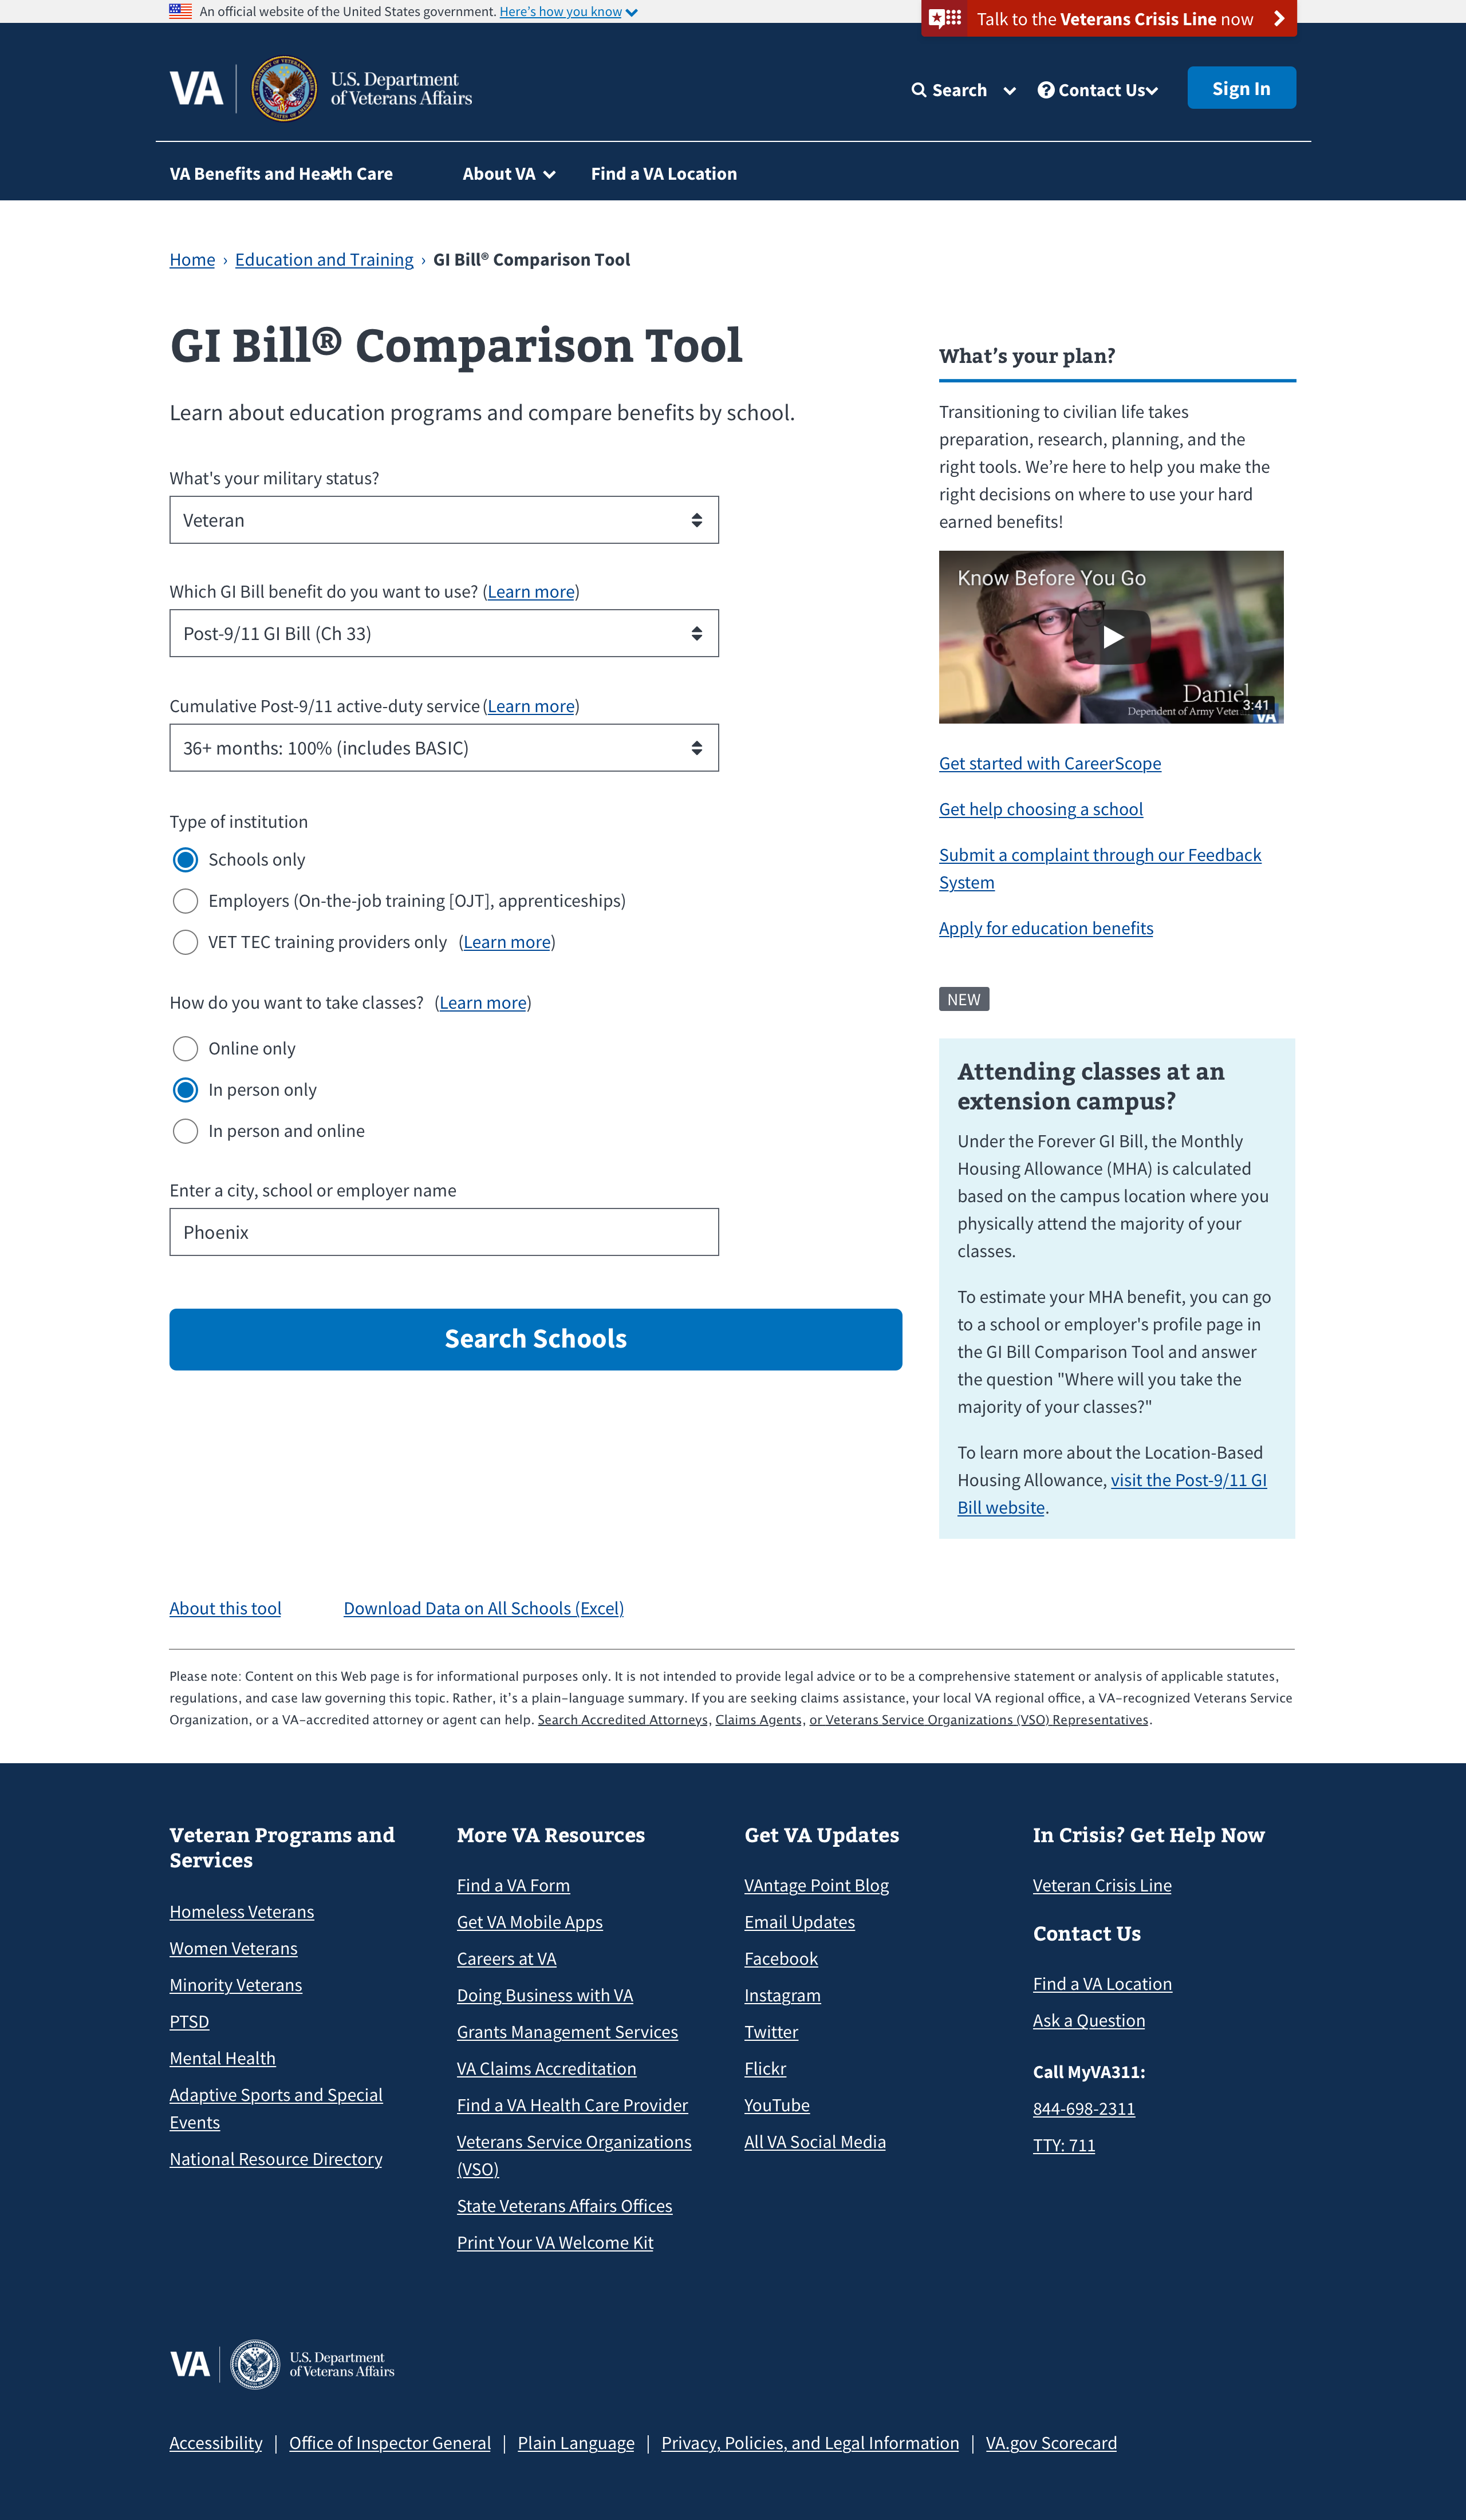 An official website of the United States government. Here's how you know
Talk to the Veterans Crisis Line now
VA
U.S. Department
of Veterans Affairs
Search
Contact Us
Sign In
VA Benefits and Health Care
About VA
Find a VA Location
Home › Education and Training › GI Bill® Comparison Tool
GI Bill® Comparison Tool
Learn about education programs and compare benefits by school.
What's your military status?
Veteran
Which GI Bill benefit do you want to use? (Learn more)
Post-9/11 GI Bill (Ch 33)
Cumulative Post-9/11 active-duty service (Learn more)
36+ months: 100% (includes BASIC)
Type of institution
Schools only
Employers (On-the-job training [OJT], apprenticeships)
VET TEC training providers only (Learn more)
How do you want to take classes? (Learn more)
Online only
In person only
In person and online
Enter a city, school or employer name
Phoenix
Search Schools
What’s your plan?
Transitioning to civilian life takes
preparation, research, planning, and the
right tools. We’re here to help you make the
right decisions on where to use your hard
earned benefits!
Know Before You Go
Daniel
Dependent of Army Veter
3:41
VA
Get started with CareerScope
Get help choosing a school
Submit a complaint through our Feedback
System
Apply for education benefits
NEW
Attending classes at an
extension campus?
Under the Forever GI Bill, the Monthly
Housing Allowance (MHA) is calculated
based on the campus location where you
physically attend the majority of your
classes.
To estimate your MHA benefit, you can go
to a school or employer's profile page in
the GI Bill Comparison Tool and answer
the question "Where will you take the
majority of your classes?"
To learn more about the Location-Based
Housing Allowance, visit the Post-9/11 GI
Bill website.
About this tool
Download Data on All Schools (Excel)
Please note: Content on this Web page is for informational purposes only. It is not intended to provide legal advice or to be a comprehensive statement or analysis of applicable statutes,
regulations, and case law governing this topic. Rather, it’s a plain-language summary. If you are seeking claims assistance, your local VA regional office, a VA-recognized Veterans Service
Organization, or a VA-accredited attorney or agent can help. Search Accredited Attorneys, Claims Agents, or Veterans Service Organizations (VSO) Representatives.
Veteran Programs and
Services
Homeless Veterans
Women Veterans
Minority Veterans
PTSD
Mental Health
Adaptive Sports and Special
Events
National Resource Directory
More VA Resources
Find a VA Form
Get VA Mobile Apps
Careers at VA
Doing Business with VA
Grants Management Services
VA Claims Accreditation
Find a VA Health Care Provider
Veterans Service Organizations
(VSO)
State Veterans Affairs Offices
Print Your VA Welcome Kit
Get VA Updates
VAntage Point Blog
Email Updates
Facebook
Instagram
Twitter
Flickr
YouTube
All VA Social Media
In Crisis? Get Help Now
Veteran Crisis Line
Contact Us
Find a VA Location
Ask a Question
Call MyVA311:
844-698-2311
TTY: 711
VA
U.S. Department
of Veterans Affairs
Accessibility | Office of Inspector General | Plain Language | Privacy, Policies, and Legal Information | VA.gov Scorecard